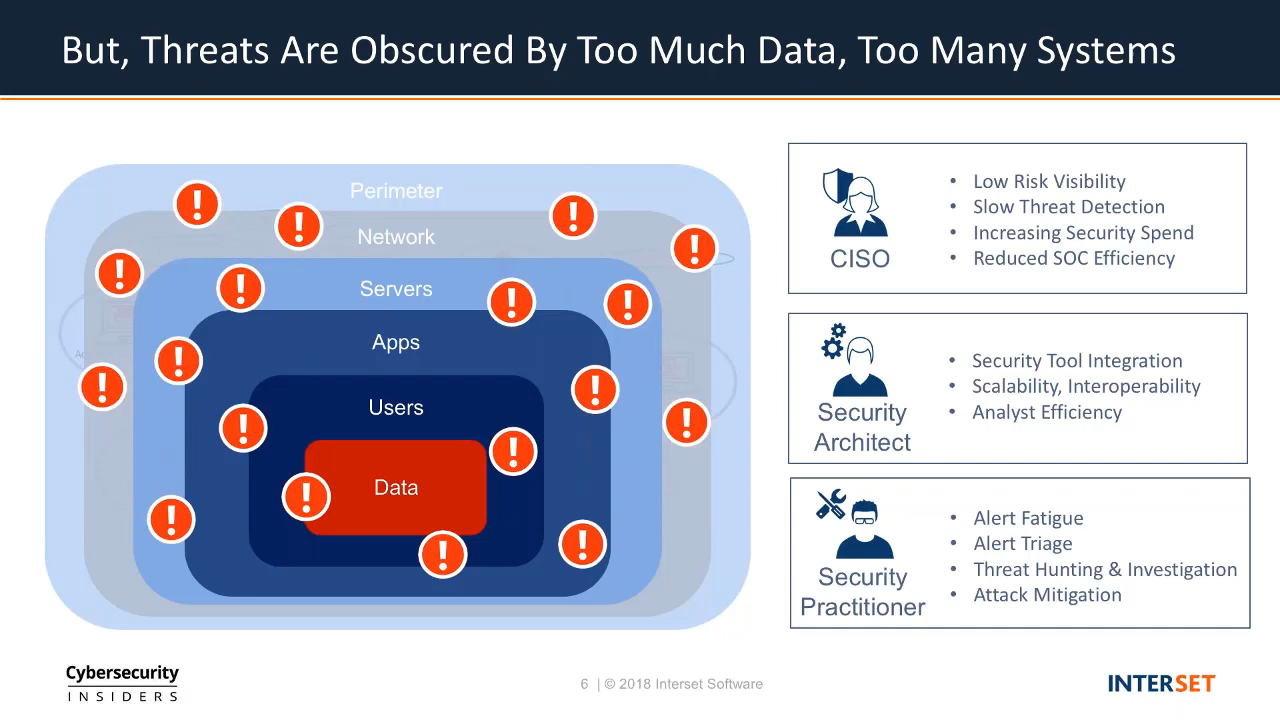 But, Threats Are Obscured By Too Much Data, Too Many Systems
Perimeter
Network
Servers
Apps
Users
Data
CISO
• Low Risk Visibility
• Slow Threat Detection
• Increasing Security Spend
• Reduced SOC Efficiency
Security
Architect
• Security Tool Integration
• Scalability, Interoperability
• Analyst Efficiency
Security
Practitioner
• Alert Fatigue
• Alert Triage
• Threat Hunting & Investigation
• Attack Mitigation
Cybersecurity
INSIDERS
6 | © 2018 Interset Software
INTERSET